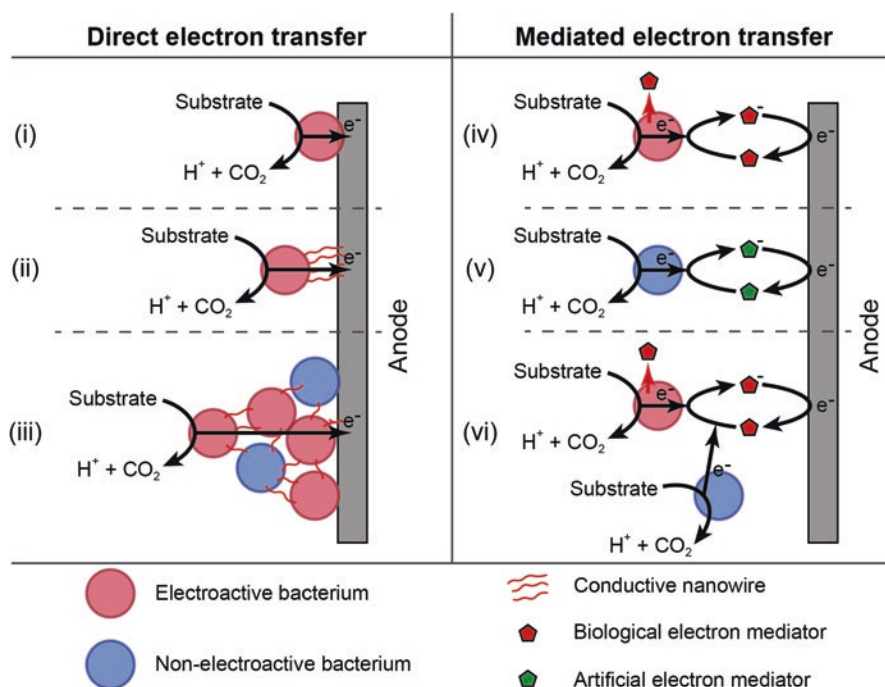 Direct electron transfer
Mediated electron transfer
(i)
Substrate
e⁻
H⁺ + CO₂
(ii)
Substrate
e⁻
H⁺ + CO₂
(iii)
Substrate
e⁻
H⁺ + CO₂
Anode
(iv)
Substrate
e⁻
-
e⁻
H⁺ + CO₂
(v)
Substrate
-
e⁻
H⁺ + CO₂
(vi)
Substrate
e⁻
-
e⁻
H⁺ + CO₂
Substrate
e⁻
H⁺ + CO₂
Anode
Electroactive bacterium
Non-electroactive bacterium
Conductive nanowire
Biological electron mediator
Artificial electron mediator